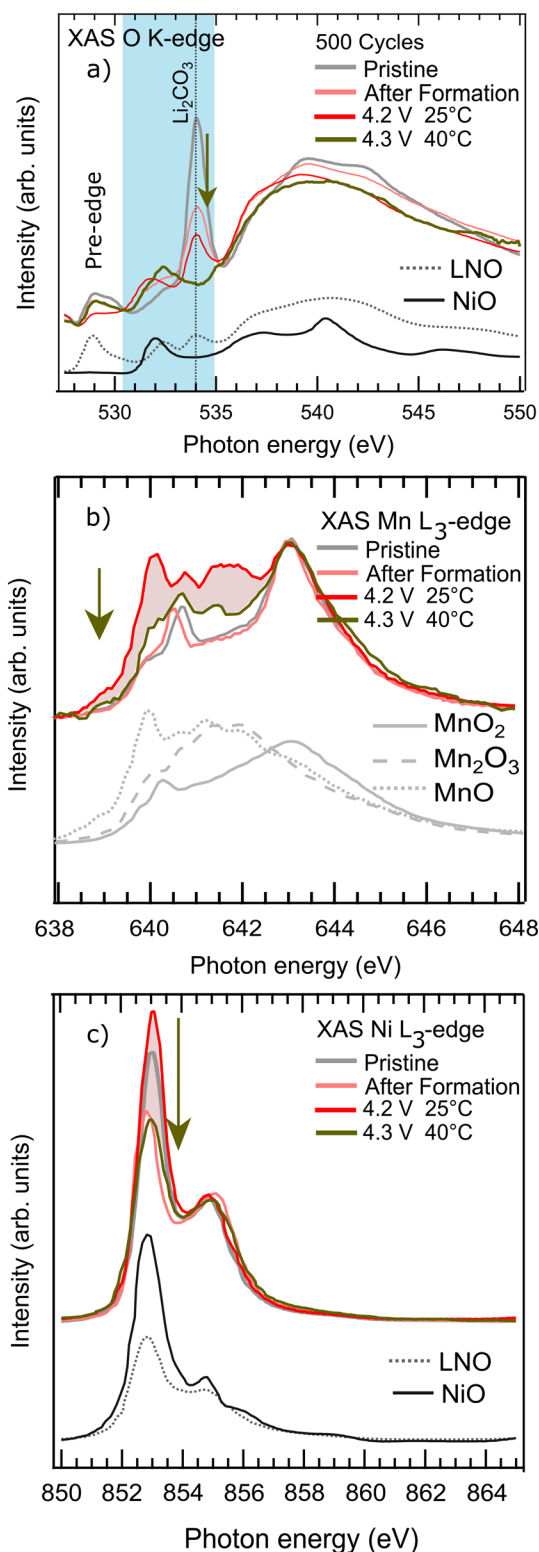 XAS O K-edge
a)
500 Cycles
Pristine
After Formation
4.2 V 25°C
4.3 V 40°C
Li2CO3
Pre-edge
LNO
NiO
Intensity (arb. units)
530 535 540 545 550
Photon energy (eV)
b)
XAS Mn L3-edge
Pristine
After Formation
4.2 V 25°C
4.3 V 40°C
MnO2
Mn2O3
MnO
Intensity (arb. units)
638 640 642 644 646 648
Photon energy (eV)
c)
XAS Ni L3-edge
Pristine
After Formation
4.2 V 25°C
4.3 V 40°C
LNO
NiO
Intensity (arb. units)
850 852 854 856 858 860 862 864
Photon energy (eV)